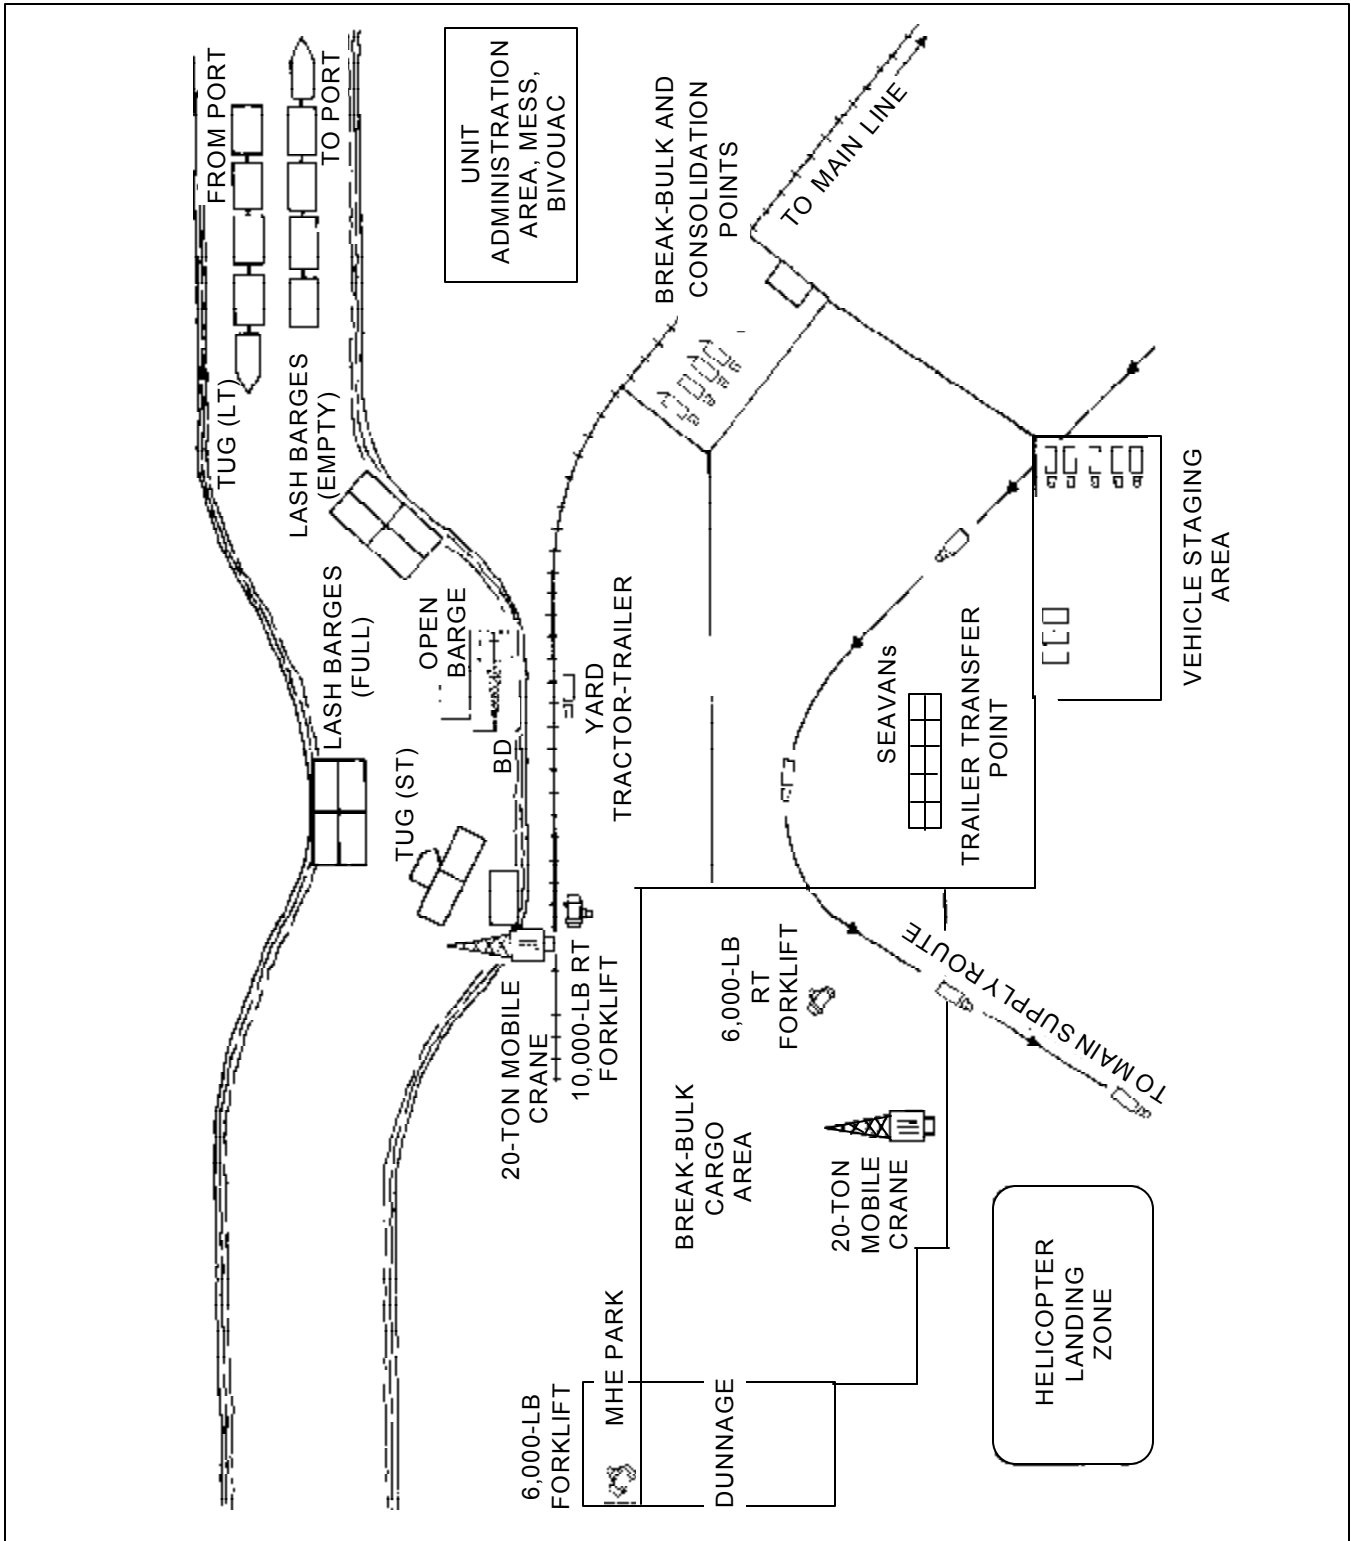 FROM PORT
TO PORT
TUG (LT)
LASH BARGES
(EMPTY)
UNIT
ADMINISTRATION
AREA, MESS,
BIVOUAC
BREAK-BULK AND
CONSOLIDATION
POINTS
TO MAIN LINE
LASH BARGES
(FULL)
OPEN
BARGE
TUG (ST)
BD
YARD
TRACTOR-TRAILER
SEAVANs
TRAILER TRANSFER
POINT
VEHICLE STAGING
AREA
20-TON MOBILE
CRANE
10,000-LB RT
FORKLIFT
6,000-LB
RT
FORKLIFT
TO MAIN SUPPLY ROUTE
BREAK-BULK
CARGO
AREA
20-TON
MOBILE
CRANE
6,000-LB
FORKLIFT
MHE PARK
DUNNAGE
HELICOPTER
LANDING
ZONE